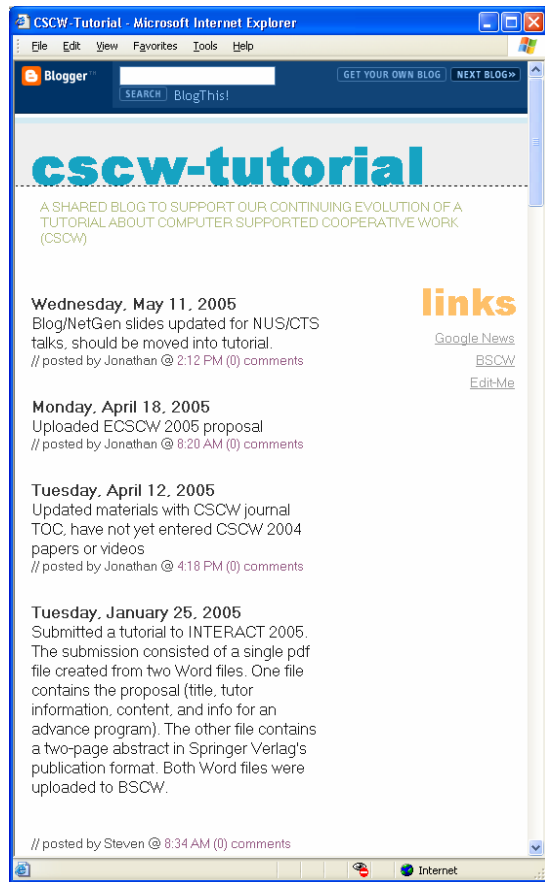 CSCW-Tutorial - Microsoft Internet Explorer
File Edit View Favorites Tools Help
Blogger™ GET YOUR OWN BLOG NEXT BLOG»
SEARCH BlogThis!
cscw-tutorial
A SHARED BLOG TO SUPPORT OUR CONTINUING EVOLUTION OF A
TUTORIAL ABOUT COMPUTER SUPPORTED COOPERATIVE WORK
(CSCW)
links
Google News
BSCW
Edit-Me
Wednesday, May 11, 2005
Blog/NetGen slides updated for NUS/CTS
talks, should be moved into tutorial.
// posted by Jonathan @ 2:12 PM (0) comments
Monday, April 18, 2005
Uploaded ECSCW 2005 proposal
// posted by Jonathan @ 8:20 AM (0) comments
Tuesday, April 12, 2005
Updated materials with CSCW journal
TOC, have not yet entered CSCW 2004
papers or videos
// posted by Jonathan @ 4:18 PM (0) comments
Tuesday, January 25, 2005
Submitted a tutorial to INTERACT 2005.
The submission consisted of a single pdf
file created from two Word files. One file
contains the proposal (title, tutor
information, content, and info for an
advance program). The other file contains
a two-page abstract in Springer Verlag's
publication format. Both Word files were
uploaded to BSCW.
// posted by Steven @ 8:34 AM (0) comments
Internet